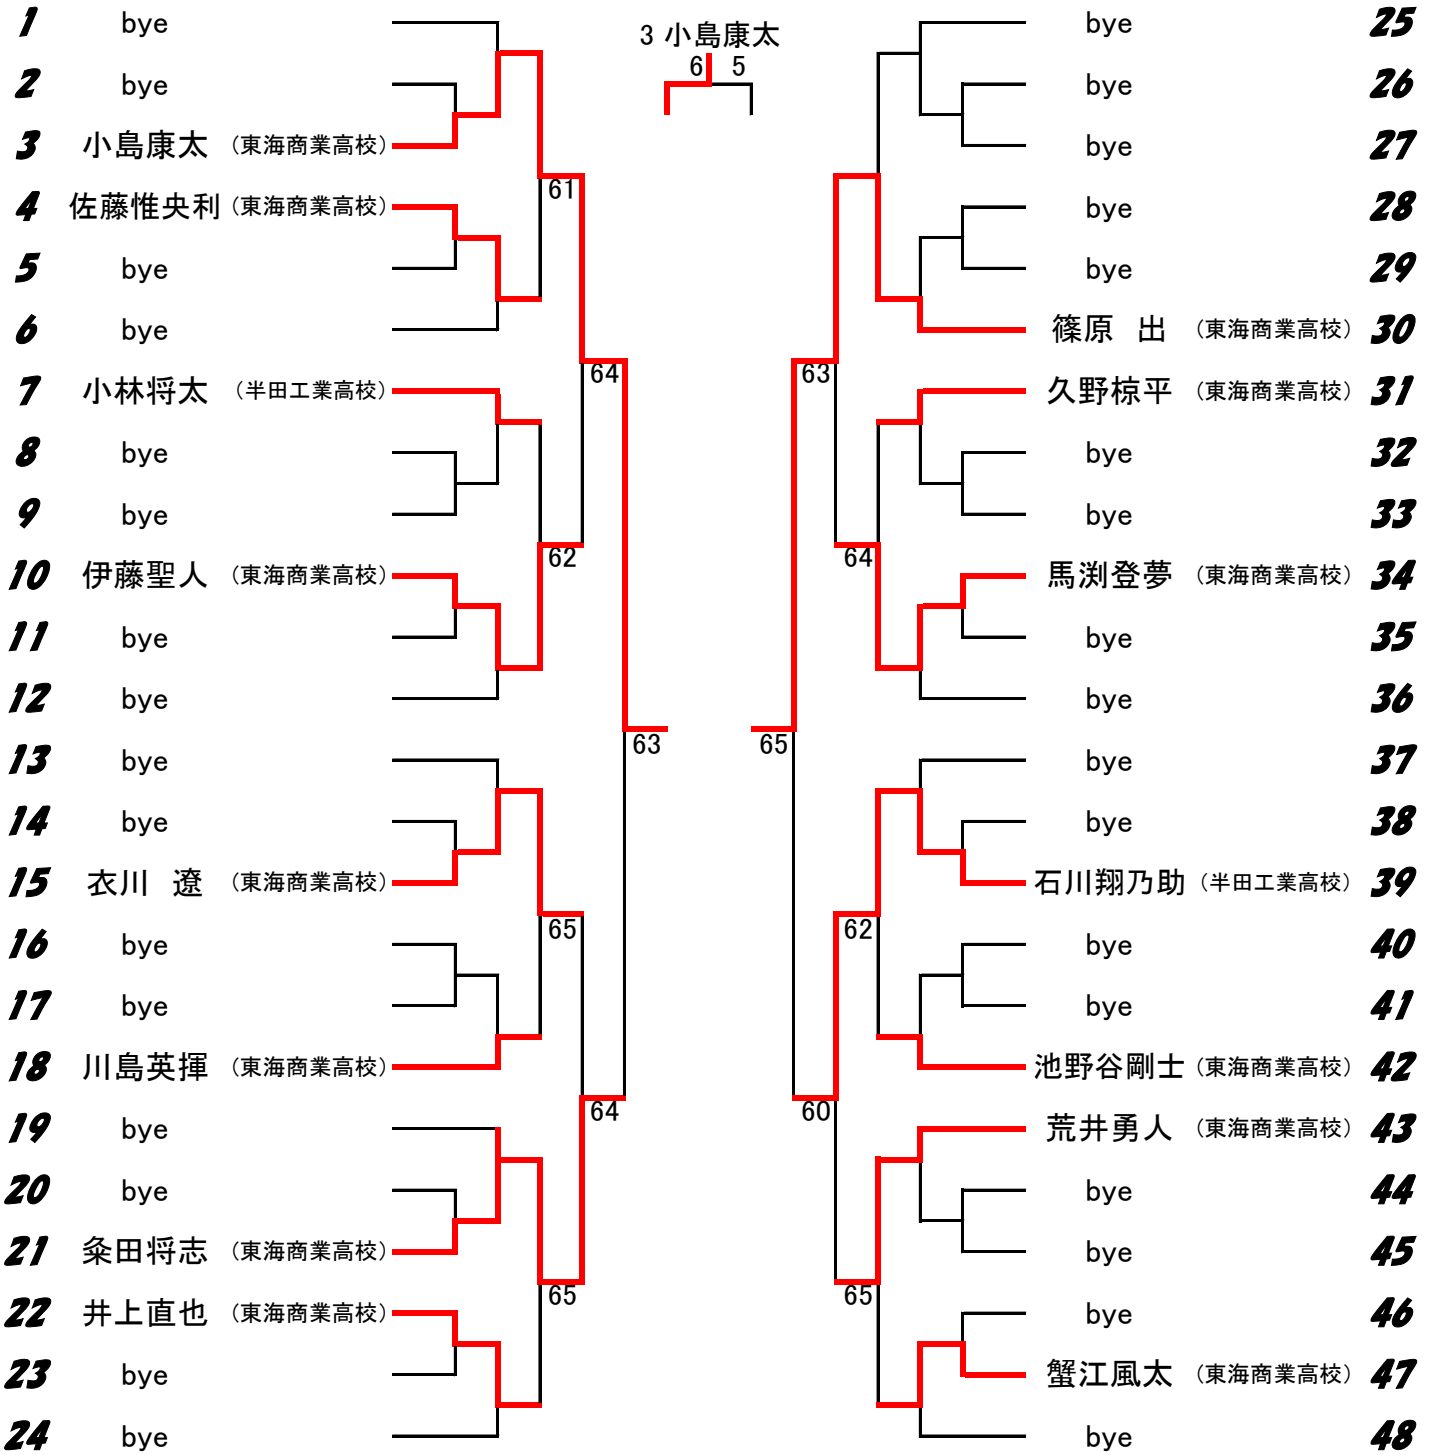 3 小島康太
6 5
1 bye
2 bye
3 小島康太 (東海商業高校)
4 佐藤惟央利 (東海商業高校)
61
5 bye
6 bye
7 小林将太 (半田工業高校)
64
8 bye
9 bye
10 伊藤聖人 (東海商業高校)
62
11 bye
12 bye
63
13 bye
14 bye
15 衣川 遼 (東海商業高校)
65
16 bye
17 bye
18 川島英揮 (東海商業高校)
64
19 bye
20 bye
21 粂田将志 (東海商業高校)
65
22 井上直也 (東海商業高校)
23 bye
24 bye
bye 25
bye 26
bye 27
bye 28
bye 29
篠原 出 (東海商業高校) 30
63
久野椋平 (東海商業高校) 31
bye 32
bye 33
64
馬渕登夢 (東海商業高校) 34
bye 35
bye 36
65
bye 37
bye 38
石川翔乃助 (半田工業高校) 39
62
bye 40
bye 41
池野谷剛士 (東海商業高校) 42
60
荒井勇人 (東海商業高校) 43
bye 44
bye 45
65
bye 46
蟹江風太 (東海商業高校) 47
bye 48